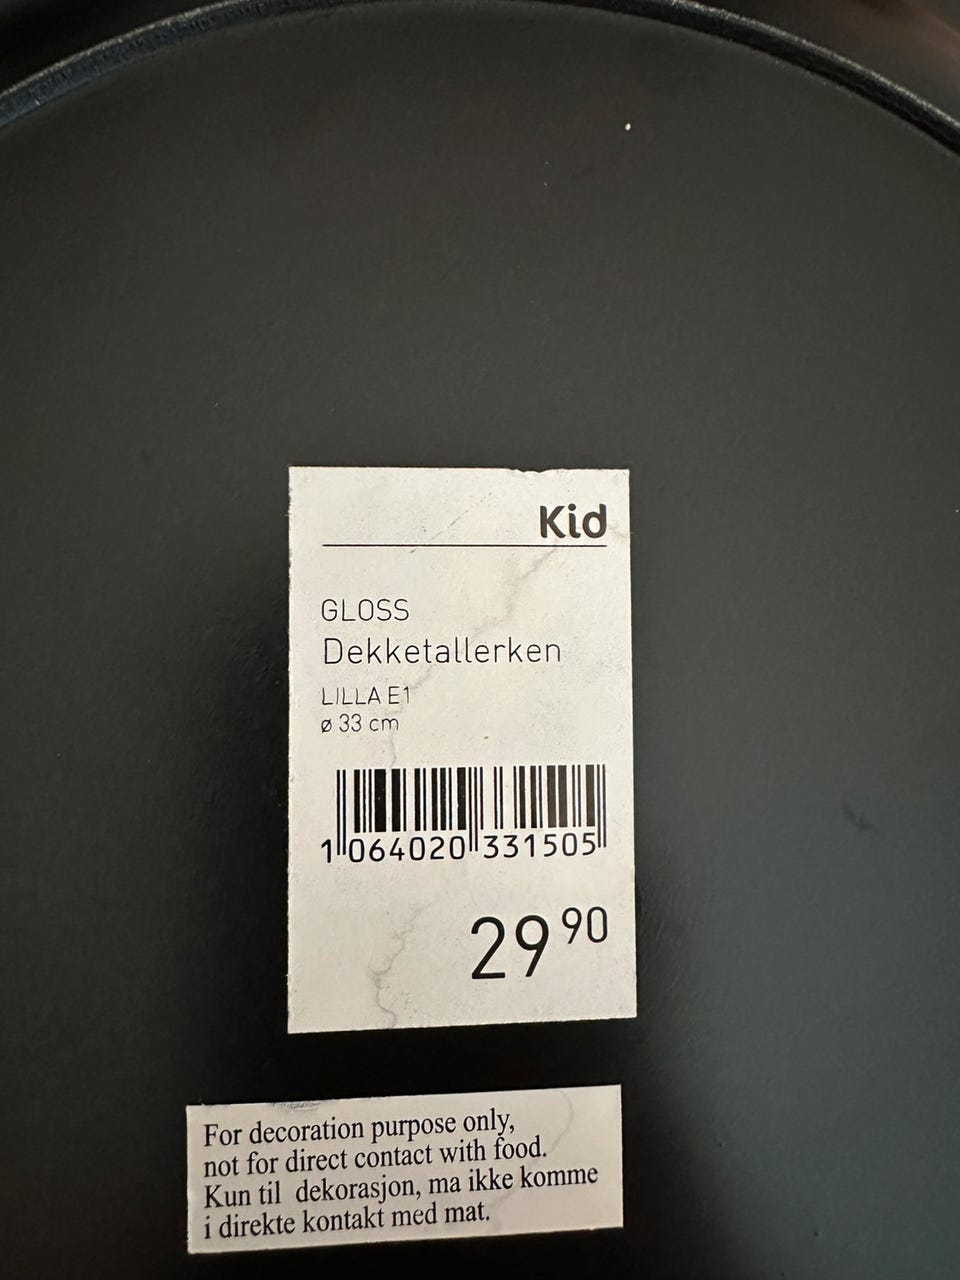 Kid
GLOSS
Dekketallerken
LILLA E1
ø 33 cm
1 064020 331505
29 90
For decoration purpose only,
not for direct contact with food.
Kun til dekorasjon, ma ikke komme
i direkte kontakt med mat.